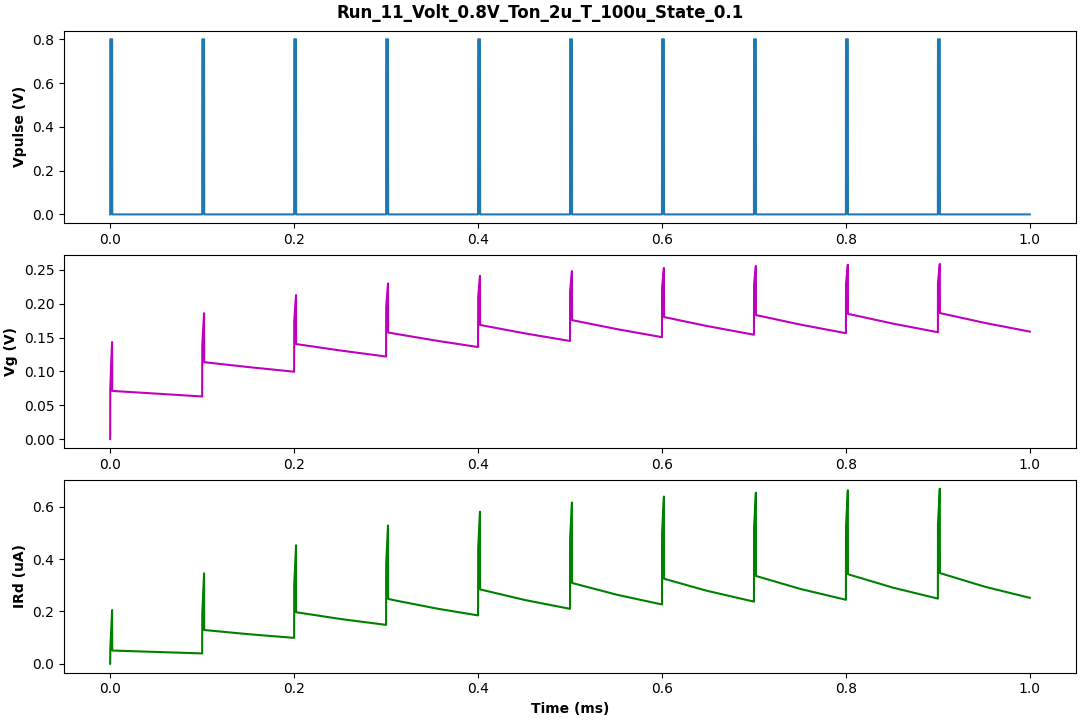 Run_11_Volt_0.8V_Ton_2u_T_100u_State_0.1
Vpulse (V)
0.8
0.6
0.4
0.2
0.0
0.0 0.2 0.4 0.6 0.8 1.0
Vg (V)
0.25
0.20
0.15
0.10
0.05
0.00
0.0 0.2 0.4 0.6 0.8 1.0
IRd (uA)
0.6
0.4
0.2
0.0
0.0 0.2 0.4 0.6 0.8 1.0
Time (ms)